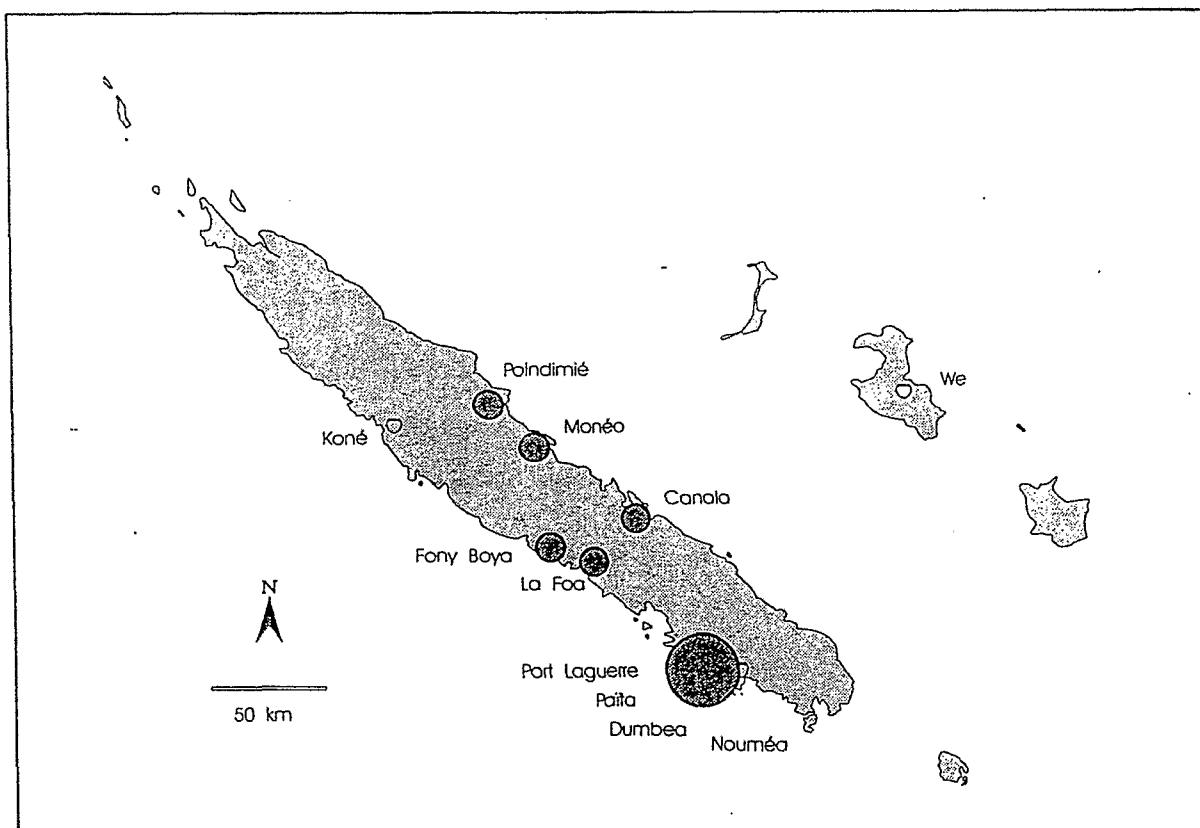 Poindimié
We
Koné
Monéo
Canala
Fony Boya
La Foa
N
Port Laguerre
Païta
50 km
Dumbea
Nouméa